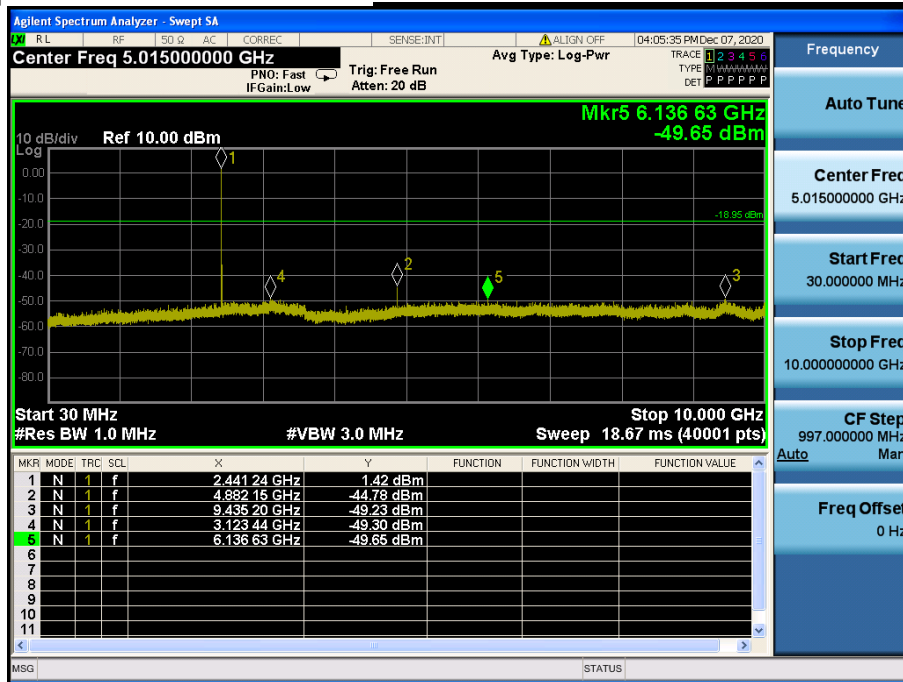 Agilent Spectrum Analyzer - Swept SA
LXI RL RF 50 Ω AC CORREC SENSE:INT ALIGN OFF 04:05:35 PM Dec 07, 2020
Center Freq 5.015000000 GHz
PNO: Fast
IFGain:Low
Trig: Free Run
Atten: 20 dB
Avg Type: Log-Pwr
TRACE 1 2 3 4 5 6
TYPE M WWWWW
DET P P P P P P
Mkr5 6.136 63 GHz
-49.65 dBm
10 dB/div Ref 10.00 dBm
Log
0.00
-10.0
-20.0
-30.0
-40.0
-50.0
-60.0
-70.0
-80.0
1
-18.95 dBm
2
4
5
3
Start 30 MHz Stop 10.000 GHz
#Res BW 1.0 MHz #VBW 3.0 MHz Sweep 18.67 ms (40001 pts)
MKR MODE TRC SCL X Y FUNCTION FUNCTION WIDTH FUNCTION VALUE
1 N 1 f 2.441 24 GHz 1.42 dBm
2 N 1 f 4.882 15 GHz -44.78 dBm
3 N 1 f 9.435 20 GHz -49.23 dBm
4 N 1 f 3.123 44 GHz -49.30 dBm
5 N 1 f 6.136 63 GHz -49.65 dBm
6
7
8
9
10
11
MSG STATUS
Frequency
Auto Tune
Center Freq
5.015000000 GHz
Start Freq
30.000000 MHz
Stop Freq
10.000000000 GHz
CF Step
997.000000 MHz
Auto Man
Freq Offset
0 Hz